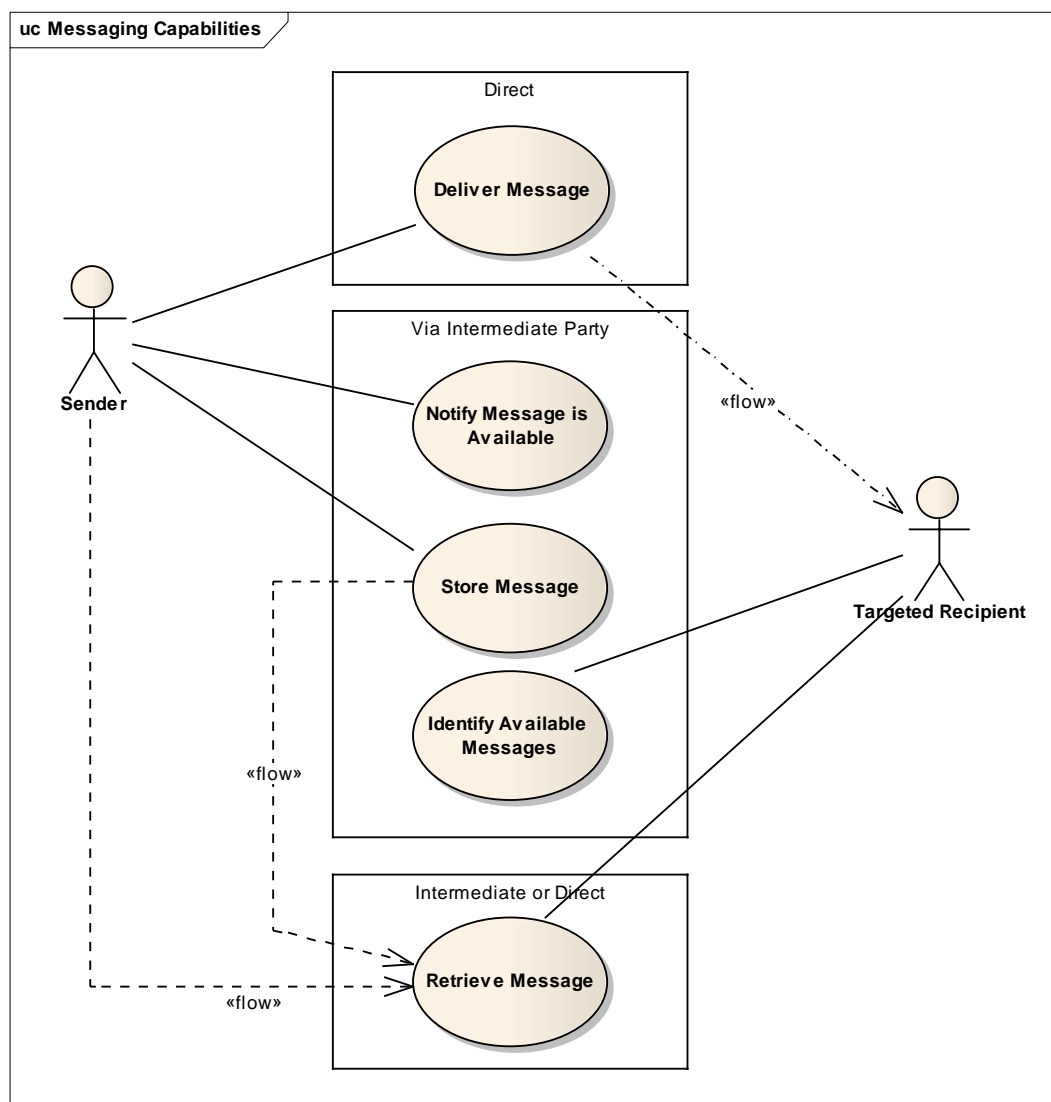 uc Messaging Capabilities
Direct
Deliver Message
Sender
Via Intermediate Party
Notify Message is
Available
«flow»
Store Message
Targeted Recipient
Identify Available
Messages
«flow»
Intermediate or Direct
Retrieve Message
«flow»